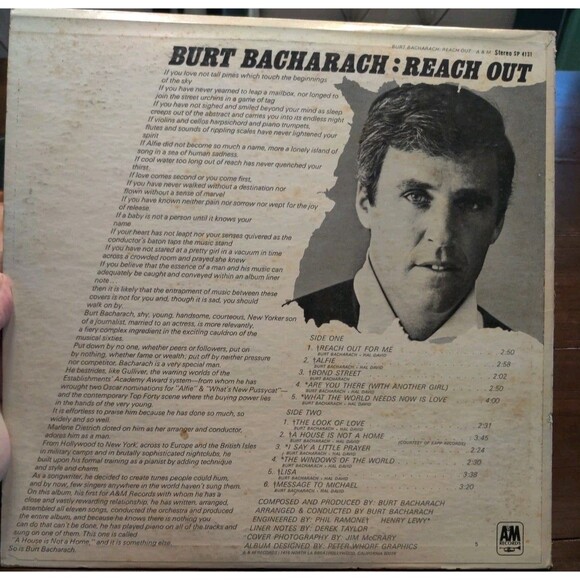 BURT BACHARACH-REACH OUT - A & M Stereo SP 4131
BURT BACHARACH : REACH OUT
If you love not tall pines which touch the beginnings
of the sky
If you have never yearned to leap a mailbox, nor longed to
join the street urchins in a game of tag
If you have not sighed and smiled beyond your mind as sleep
creeps out of the abstract and carries you into its endless night
If violins and cellos harpsichord and piano trumpets,
flutes and sounds of rippling scales have never lightened your
spirit
If Alfie did not become so much a name, more a lonely island of
song in a sea of human sadness.
If cool water too long out of reach has never quenched your
thirst.
If love comes second or you come first,
If you have never walked without a destination nor
flown without a sense of marvel
If you have known neither pain nor sorrow nor wept for the joy
of release.
If a baby is not a person until it knows your
name
If your heart has not leapt nor your senses quivered as the
conductor's baton taps the music stand
If you have not stared at a pretty girl in a vacuum in time
across a crowded room and prayed she knew
If you believe that the essence of a man and his music can
adequately be caught and conveyed within an album liner
note ...
then it is likely that the entrapment of music between these
covers is not for you and, though it is sad, you should
walk on by.
Burt Bacharach, shy, young, handsome, courteous, New Yorker son
of a journalist, married to an actress, is more relevantly,
a fiery complex ingredient in the exciting cauldron of the
musical sixties.
Put down by no one, whether peers or followers, put on
by nothing, whether fame or wealth; put off by neither pressure
nor competitor, Bacharach is a very special man.
He bestrides, like Gulliver, the warring worlds of the
Establishments' Academy Award system—from whom he has
brought two Oscar nominations for "Alfie" & "What's New Pussycat"—
and the contemporary Top Forty scene where the buying power lies
in the hands of the very young.
It is effortless to praise him because he has done so much, so
widely and so well.
Marlene Dietrich doted on him as her arranger and conductor,
adores him as a man.
From Hollywood to New York, across to Europe and the British Isles
in military camps and in brutally sophisticated nightclubs, he
built upon his formal training as a pianist by adding technique
and style and charm.
As a songwriter, he decided to create tunes people could hum,
and by now, few people anywhere in the world haven't sung them.
On this album, his first for A&M Records with whom he has a
close and vastly rewarding relationship, he has written, arranged,
assembled all eleven songs, conducted the orchestra and produced
the entire album, and because he knows there is nothing you
can do that can't be done, he has played piano on all of the tracks and
sung on one of them. This one is called
"A House is Not a Home" and it is something else.
So is Burt Bacharach.
SIDE ONE
1. *REACH OUT FOR ME 2:50
BURT BACHARACH - HAL DAVID
2. *ALFIE 2:58
BURT BACHARACH - HAL DAVID
3. *BOND STREET 2:02
BURT BACHARACH
4. *ARE YOU THERE (WITH ANOTHER GIRL) 2:50
BURT BACHARACH - HAL DAVID
5. *WHAT THE WORLD NEEDS NOW IS LOVE 4:00
BURT BACHARACH - HAL DAVID
SIDE TWO
1. †THE LOOK OF LOVE 2:41
BURT BACHARACH - HAL DAVID
2. †A HOUSE IS NOT A HOME 3:45
BURT BACHARACH - HAL DAVID (COURTESY OF KAPP RECORDS)
3. *I SAY A LITTLE PRAYER 2:24
BURT BACHARACH - HAL DAVID
4. *THE WINDOWS OF THE WORLD 2:30
BURT BACHARACH - HAL DAVID
5. †LISA 3:38
BURT BACHARACH - HAL DAVID
6. †MESSAGE TO MICHAEL 3:20
BURT BACHARACH - HAL DAVID
COMPOSED AND PRODUCED BY: BURT BACHARACH
ARRANGED & CONDUCTED BY BURT BACHARACH
ENGINEERED BY: PHIL RAMONE† HENRY LEWY*
LINER NOTES BY: DEREK TAYLOR
COVER PHOTOGRAPHY BY: JIM McCRARY
ALBUM DESIGNED BY: PETER WHORF GRAPHICS
A&M
RECORDS